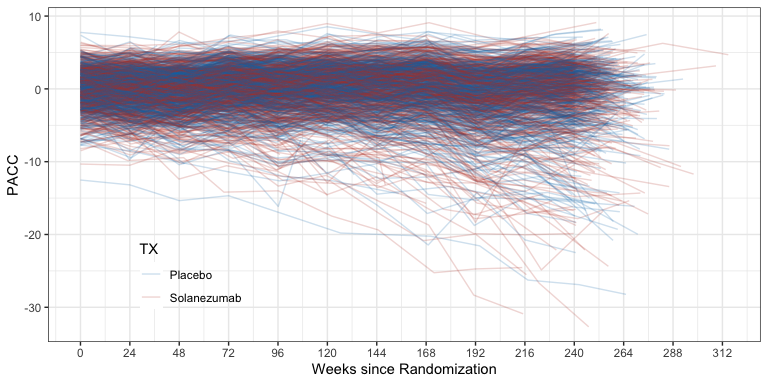 10
0
-10
-20
-30
PACC
TX
Placebo
Solanezumab
0 24 48 72 96 120 144 168 192 216 240 264 288 312
Weeks since Randomization